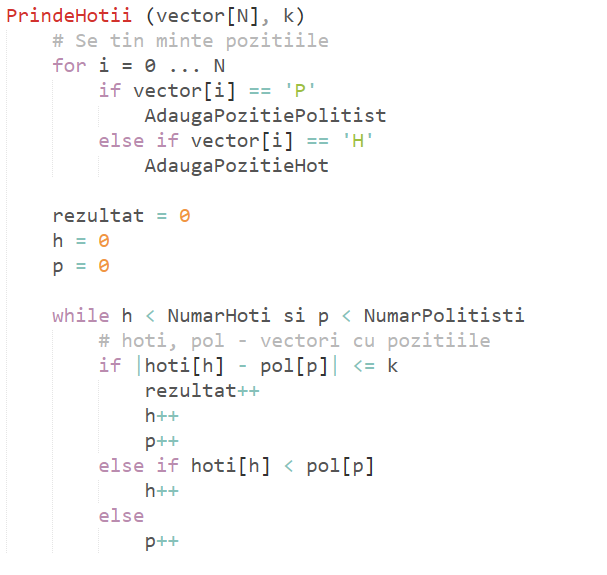 PrindeHotii (vector[N], k)
    # Se tin minte pozitiile
    for i = 0 ... N
        if vector[i] == 'P'
            AdaugaPozitiePolitist
        else if vector[i] == 'H'
            AdaugaPozitieHot

    rezultat = 0
    h = 0
    p = 0

    while h < NumarHoti si p < NumarPolitisti
        # hoti, pol - vectori cu pozitiile
        if |hoti[h] - pol[p]| <= k
            rezultat++
            h++
            p++
        else if hoti[h] < pol[p]
            h++
        else
            p++